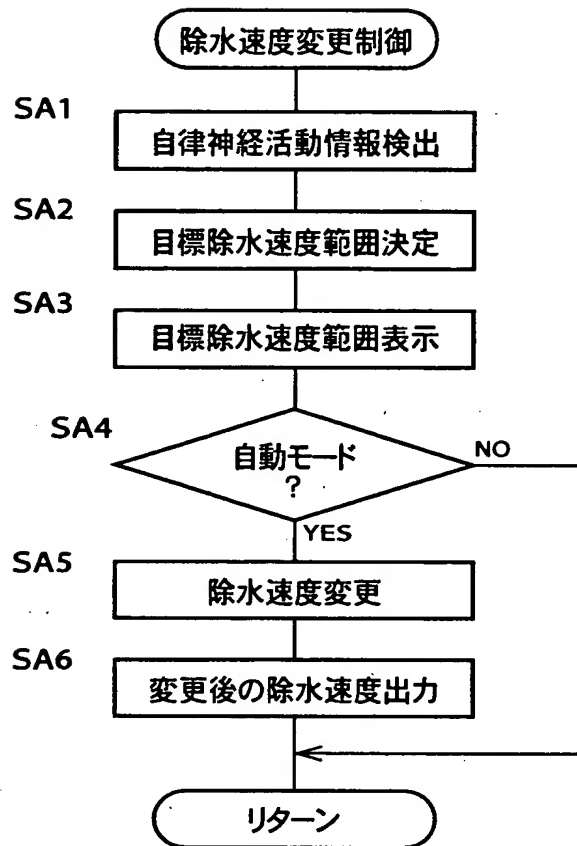 除水速度変更制御
SA1
自律神経活動情報検出
SA2
目標除水速度範囲決定
SA3
目標除水速度範囲表示
SA4
自動モード
?
NO
YES
SA5
除水速度変更
SA6
変更後の除水速度出力
リターン